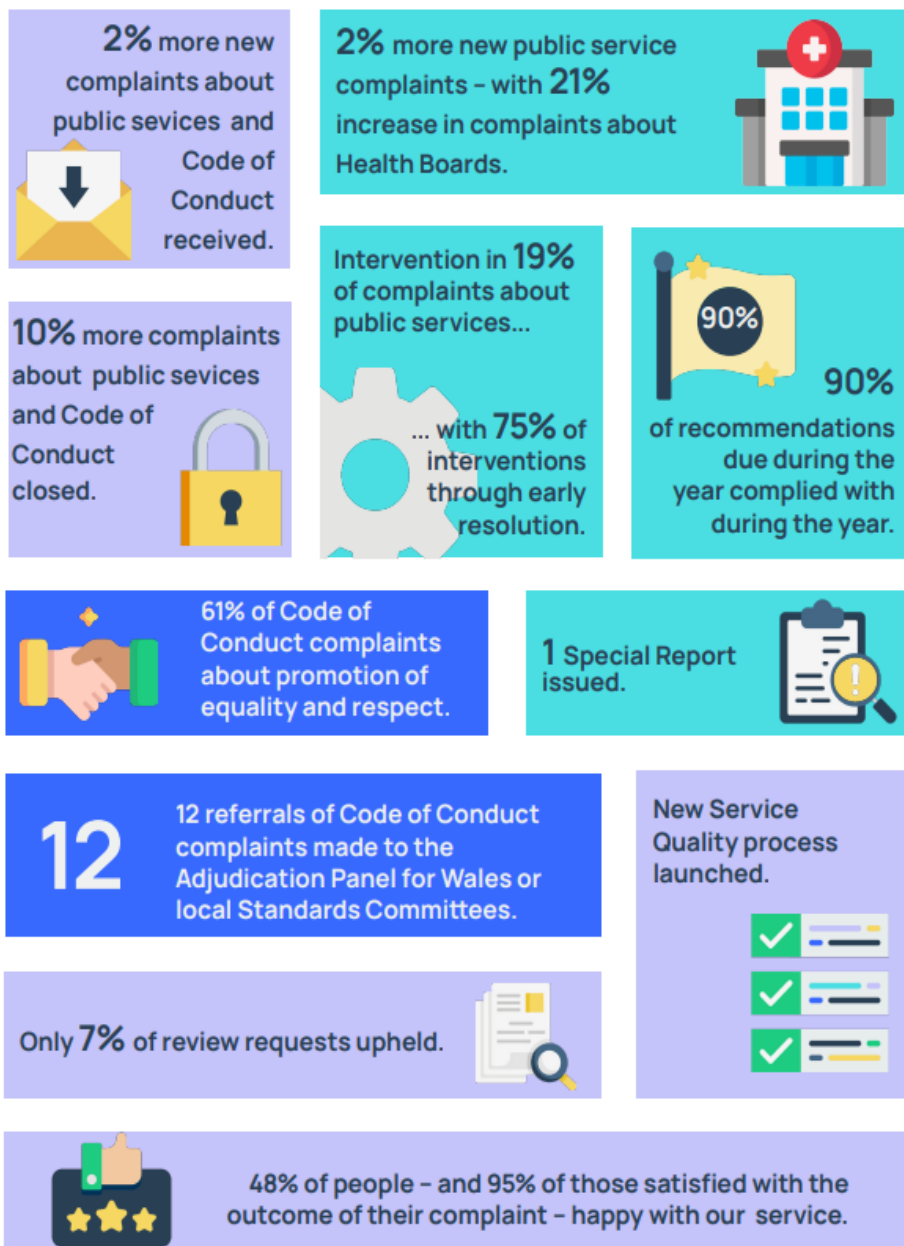 2% more new
complaints about
public sevices and
Code of
Conduct
received.
2% more new public service
complaints – with 21%
increase in complaints about
Health Boards.
10% more complaints
about public sevices
and Code of
Conduct
closed.
Intervention in 19%
of complaints about
public services...
... with 75% of
interventions
through early
resolution.
90%
90%
of recommendations
due during the
year complied with
during the year.
61% of Code of
Conduct complaints
about promotion of
equality and respect.
1 Special Report
issued.
12
12 referrals of Code of Conduct
complaints made to the
Adjudication Panel for Wales or
local Standards Committees.
New Service
Quality process
launched.
Only 7% of review requests upheld.
48% of people – and 95% of those satisfied with the
outcome of their complaint – happy with our service.